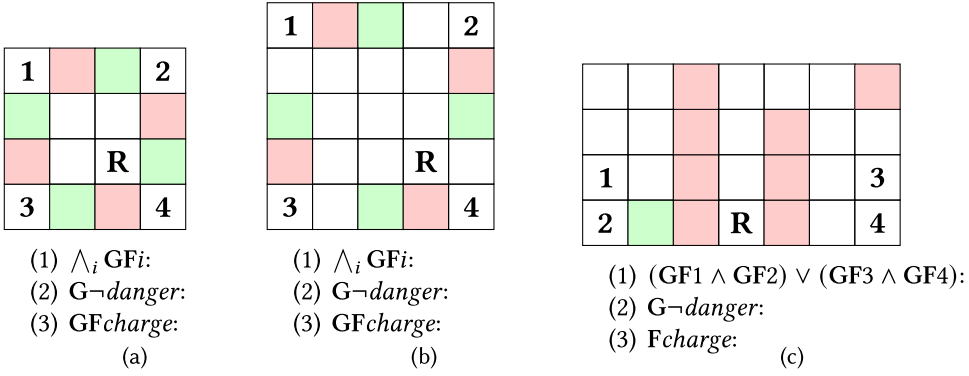 1 2
R
3 4
(1) ⋀ᵢ GFi:
(2) G¬danger:
(3) GFcharge:
(a)
1 2
R
3 4
(1) ⋀ᵢ GFi:
(2) G¬danger:
(3) GFcharge:
(b)
1 3
2 R 4
(1) (GF1 ∧ GF2) ∨ (GF3 ∧ GF4):
(2) G¬danger:
(3) Fcharge:
(c)